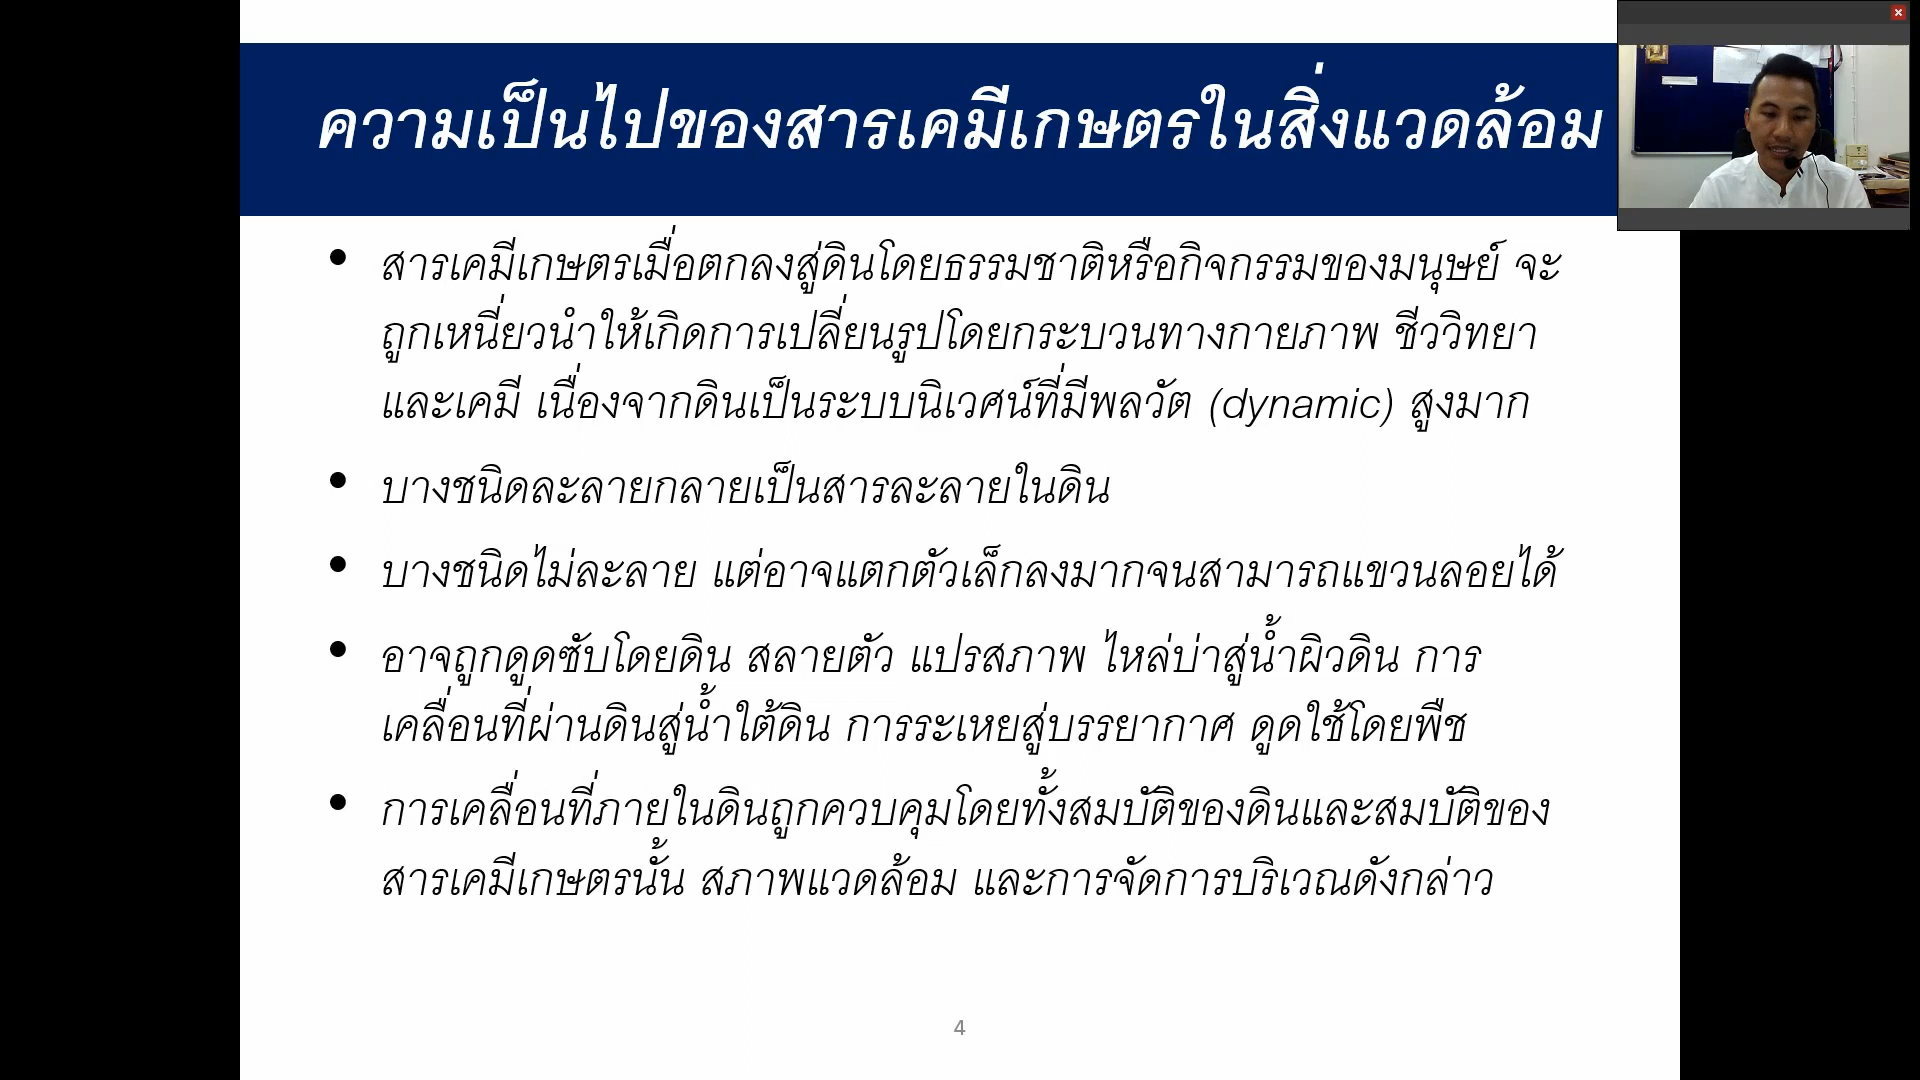 ความเป็นไปของสารเคมีเกษตรในสิ่งแวดล้อม
• สารเคมีเกษตรเมื่อตกลงสู่ดินโดยธรรมชาติหรือกิจกรรมของมนุษย์ จะ
ถูกเหนี่ยวนำให้เกิดการเปลี่ยนรูปโดยกระบวนทางกายภาพ ชีววิทยา
และเคมี เนื่องจากดินเป็นระบบนิเวศน์ที่มีพลวัต (dynamic) สูงมาก
• บางชนิดละลายกลายเป็นสารละลายในดิน
• บางชนิดไม่ละลาย แต่อาจแตกตัวเล็กลงมากจนสามารถแขวนลอยได้
• อาจถูกดูดซับโดยดิน สลายตัว แปรสภาพ ไหล่บ่าสู่น้ำผิวดิน การ
เคลื่อนที่ผ่านดินสู่น้ำใต้ดิน การระเหยสู่บรรยากาศ ดูดใช้โดยพืช
• การเคลื่อนที่ภายในดินถูกควบคุมโดยทั้งสมบัติของดินและสมบัติของ
สารเคมีเกษตรนั้น สภาพแวดล้อม และการจัดการบริเวณดังกล่าว
4